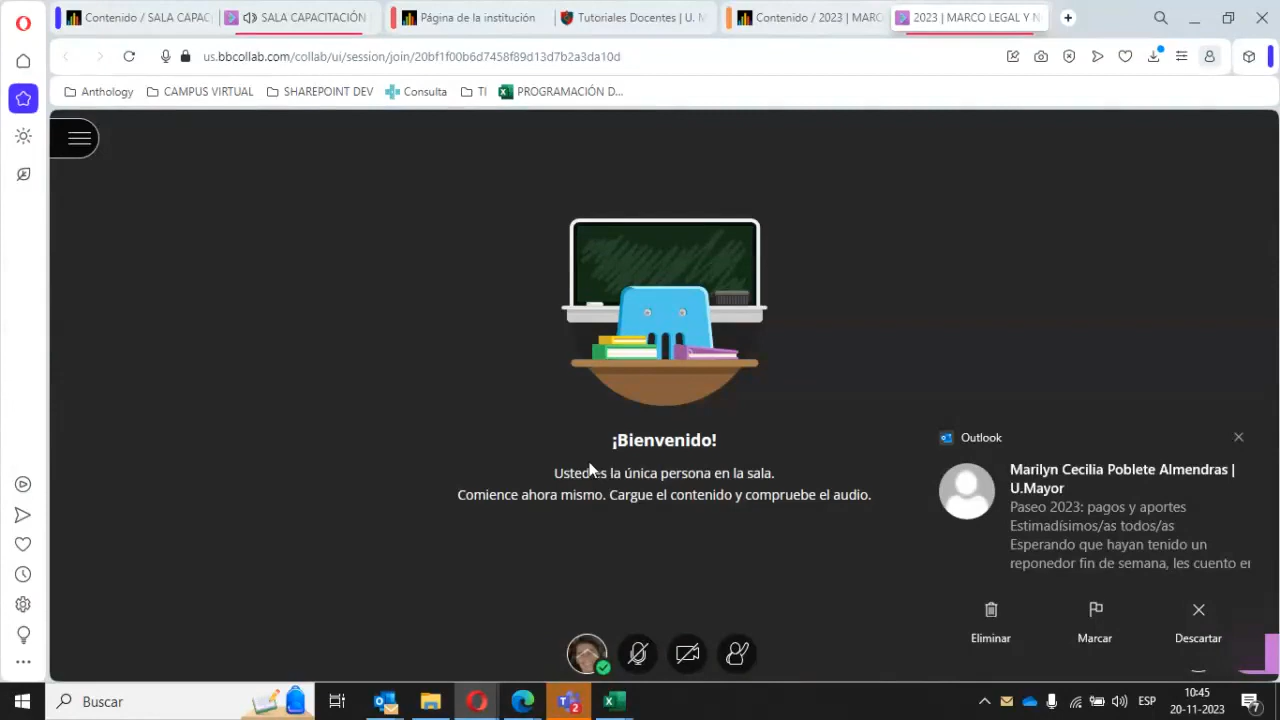 Contenido / SALA CAPAC
SALA CAPACITACIÓN
Página de la institución
Tutoriales Docentes | U. M
Contenido / 2023 | MARC
2023 | MARCO LEGAL Y N
us.bbcollab.com/collab/ui/session/join/20bf1f00b6d7458f89d13d7b2a3da10d
Anthology
CAMPUS VIRTUAL
SHAREPOINT DEV
Consulta
TI
PROGRAMACIÓN D...
¡Bienvenido!
Usted es la única persona en la sala.
Comience ahora mismo. Cargue el contenido y compruebe el audio.
Outlook
Marilyn Cecilia Poblete Almendras |
U.Mayor
Paseo 2023: pagos y aportes
Estimadísimos/as todos/as
Esperando que hayan tenido un
reponedor fin de semana, les cuento
Eliminar
Marcar
Descartar
Buscar
2
ESP
10:45
20-11-2023
7